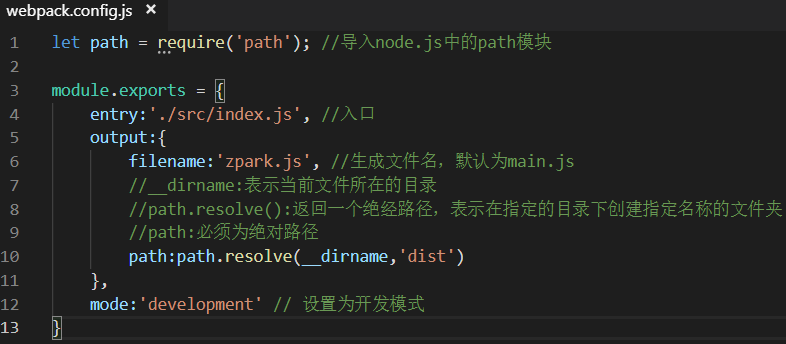 webpack.config.js ×
1 let path = require('path'); //导入node.js中的path模块
2
3 module.exports = {
4 entry:'./src/index.js', //入口
5 output:{
6 filename:'zpark.js', //生成文件名，默认为main.js
7 //__dirname:表示当前文件所在的目录
8 //path.resolve():返回一个绝经路径，表示在指定的目录下创建指定名称的文件夹
9 //path:必须为绝对路径
10 path:path.resolve(__dirname,'dist')
11 },
12 mode:'development' // 设置为开发模式
13 }